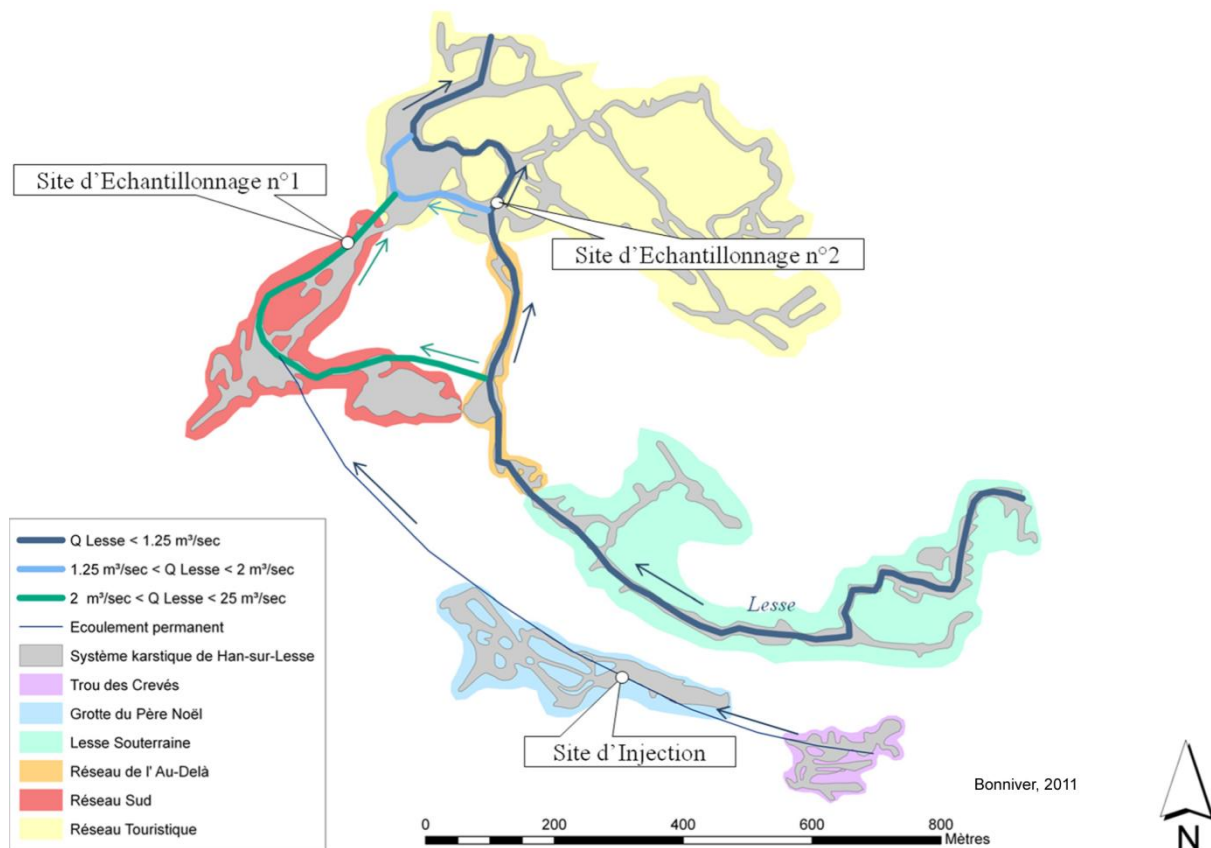 Site d'Echantillonnage n°1
Site d'Echantillonnage n°2
Lesse
Site d'Injection
Q Lesse < 1.25 m³/sec
1.25 m³/sec < Q Lesse < 2 m³/sec
2 m³/sec < Q Lesse < 25 m³/sec
Ecoulement permanent
Système karstique de Han-sur-Lesse
Trou des Crevés
Grotte du Père Noël
Lesse Souterraine
Réseau de l' Au-Delà
Réseau Sud
Réseau Touristique
Bonniver, 2011
0 200 400 600 800
Mètres
N